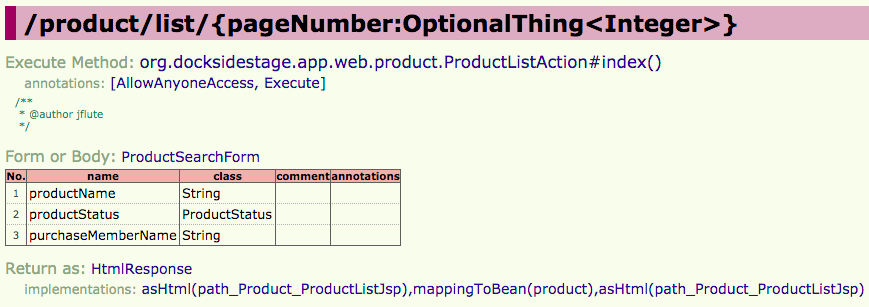 /product/list/{pageNumber:OptionalThing<Integer>}
Execute Method: org.docksidestage.app.web.product.ProductListAction#index()
annotations: [AllowAnyoneAccess, Execute]
/**
* @author jflute
*/
Form or Body: ProductSearchForm
No. name class comment annotations
1 productName String
2 productStatus ProductStatus
3 purchaseMemberName String
Return as: HtmlResponse
implementations: asHtml(path_Product_ProductListJsp),mappingToBean(product),asHtml(path_Product_ProductListJsp)